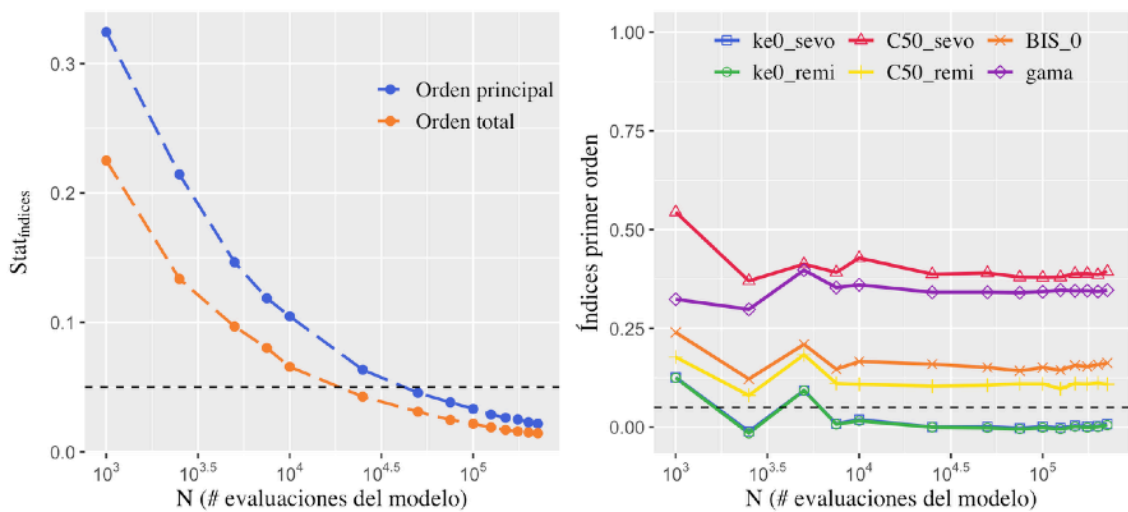 0.3
0.2
0.1
0.0
Stat_índices
Orden principal
Orden total
10^3
10^3.5
10^4
10^4.5
10^5
N (# evaluaciones del modelo)
1.00
0.75
0.50
0.25
0.00
Índices primer orden
ke0_sevo C50_sevo BIS_0
ke0_remi C50_remi gama
10^3
10^3.5
10^4
10^4.5
10^5
N (# evaluaciones del modelo)